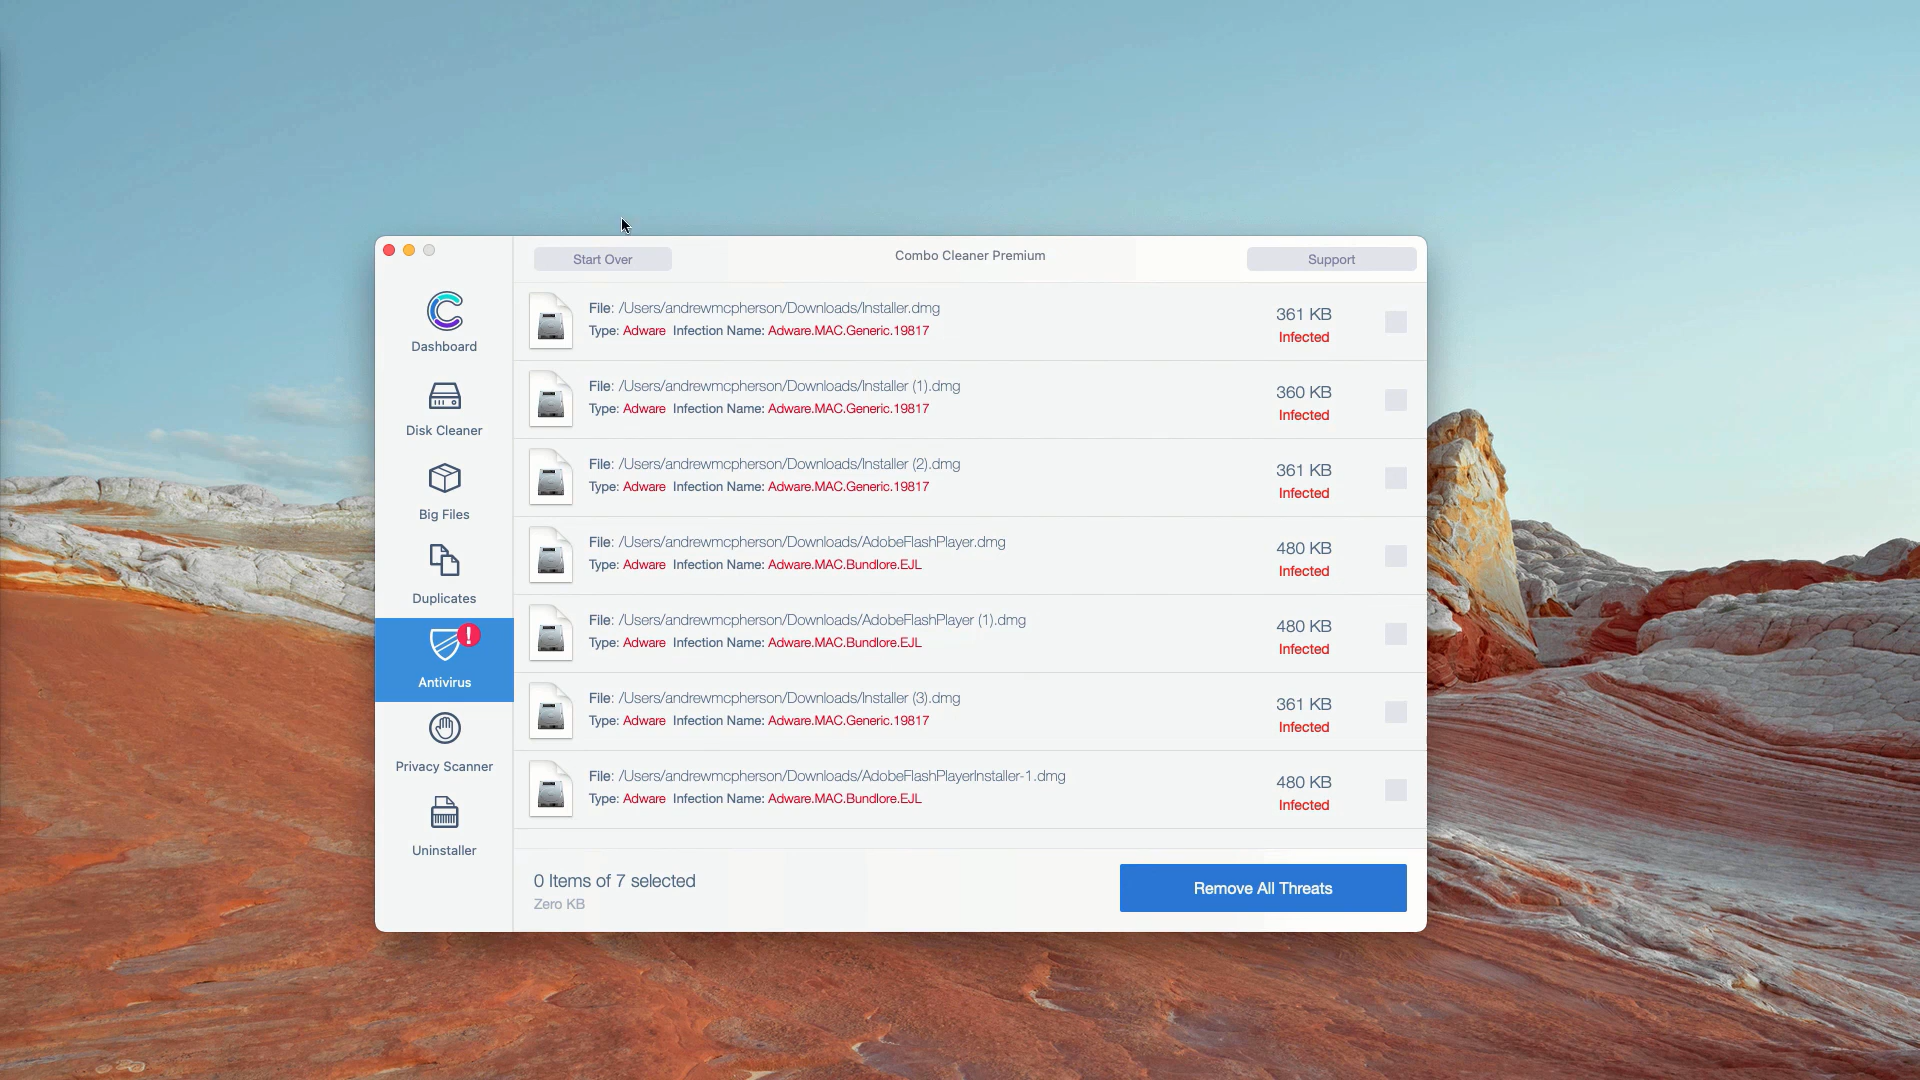 Start Over
Combo Cleaner Premium
Support
Dashboard
Disk Cleaner
Big Files
Duplicates
Antivirus
Privacy Scanner
Uninstaller
File: /Users/andrewmcpherson/Downloads/Installer.dmg
Type: Adware Infection Name: Adware.MAC.Generic.19817
361 KB
Infected
File: /Users/andrewmcpherson/Downloads/Installer (1).dmg
Type: Adware Infection Name: Adware.MAC.Generic.19817
360 KB
Infected
File: /Users/andrewmcpherson/Downloads/Installer (2).dmg
Type: Adware Infection Name: Adware.MAC.Generic.19817
361 KB
Infected
File: /Users/andrewmcpherson/Downloads/AdobeFlashPlayer.dmg
Type: Adware Infection Name: Adware.MAC.Bundlore.EJL
480 KB
Infected
File: /Users/andrewmcpherson/Downloads/AdobeFlashPlayer (1).dmg
Type: Adware Infection Name: Adware.MAC.Bundlore.EJL
480 KB
Infected
File: /Users/andrewmcpherson/Downloads/Installer (3).dmg
Type: Adware Infection Name: Adware.MAC.Generic.19817
361 KB
Infected
File: /Users/andrewmcpherson/Downloads/AdobeFlashPlayerInstaller-1.dmg
Type: Adware Infection Name: Adware.MAC.Bundlore.EJL
480 KB
Infected
0 Items of 7 selected
Zero KB
Remove All Threats